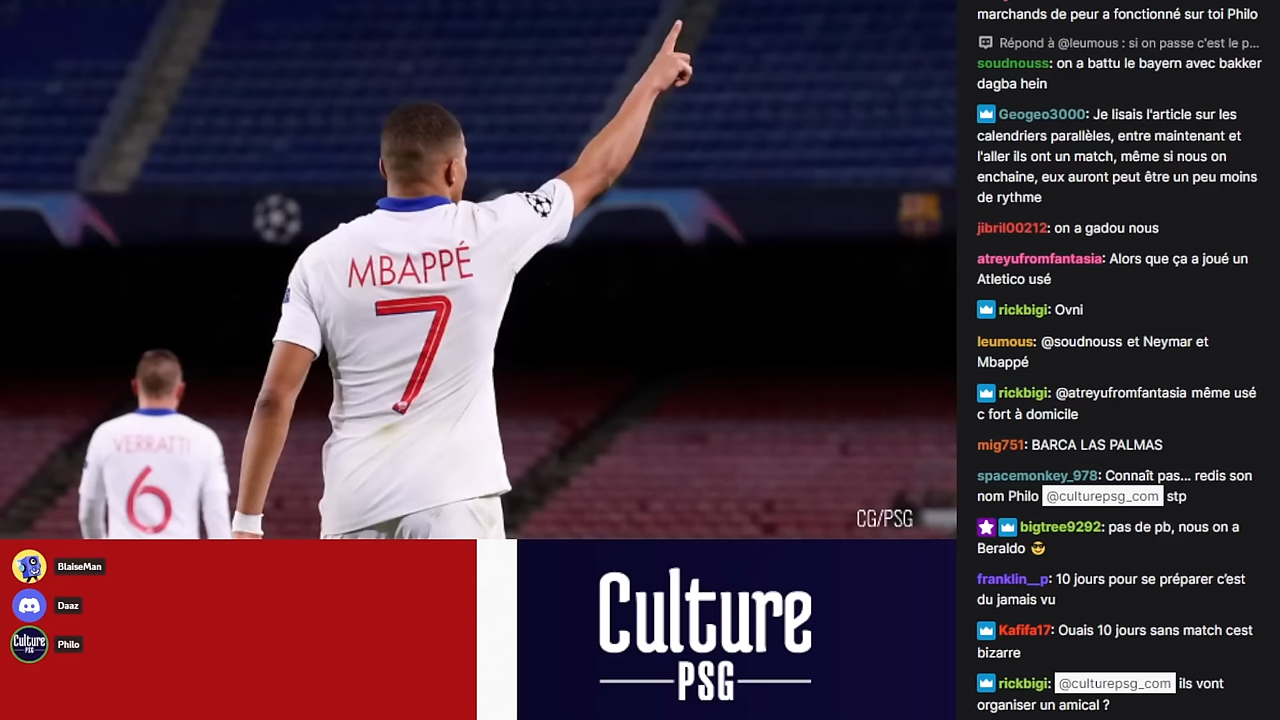 MBAPPÉ
7
VERRATTI
6
CG/PSG
BlaiseMan
Daaz
Culture
PSG
Philo
Culture
PSG
marchands de peur a fonctionné sur toi Philo
Répond à @leumous : si on passe c'est le p...
soudnouss: on a battu le bayern avec bakker
dagba hein
Geogeo3000: Je lisais l'article sur les
calendriers parallèles, entre maintenant et
l'aller ils ont un match, même si nous on
enchaine, eux auront peut être un peu moins
de rythme
jibril00212: on a gadou nous
atreyufromfantasia: Alors que ça a joué un
Atletico usé
rickbigi: Ovni
leumous: @soudnouss et Neymar et
Mbappé
rickbigi: @atreyufromfantasia même usé
c fort à domicile
mig751: BARCA LAS PALMAS
spacemonkey_978: Connaît pas... redis son
nom Philo @culturepsg_com stp
bigtree9292: pas de pb, nous on a
Beraldo 😎
franklin__p: 10 jours pour se préparer c'est
du jamais vu
Kafifa17: Ouais 10 jours sans match cest
bizarre
rickbigi: @culturepsg_com ils vont
organiser un amical ?